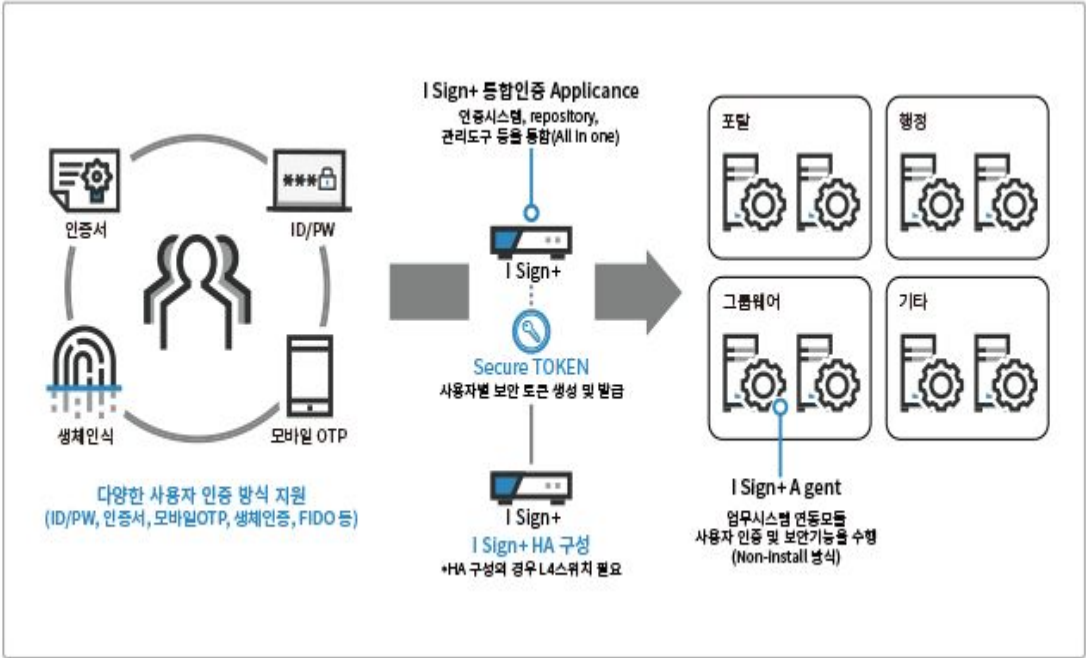 인증서
***
ID/PW
생체인식
모바일 OTP
다양한 사용자 인증 방식 지원
(ID/PW, 인증서, 모바일OTP, 생체인증, FIDO 등)
I Sign+ 통합인증 Applicance
인증시스템, repository,
관리도구 등을 통합(All in one)
I Sign+
Secure TOKEN
사용자별 보안 토큰 생성 및 발급
I Sign+
I Sign+ HA 구성
*HA 구성의 경우 L4스위치 필요
포탈
행정
그룹웨어
기타
I Sign+ A gent
업무시스템 연동모듈
사용자 인증 및 보안기능을 수행
(Non-install 방식)